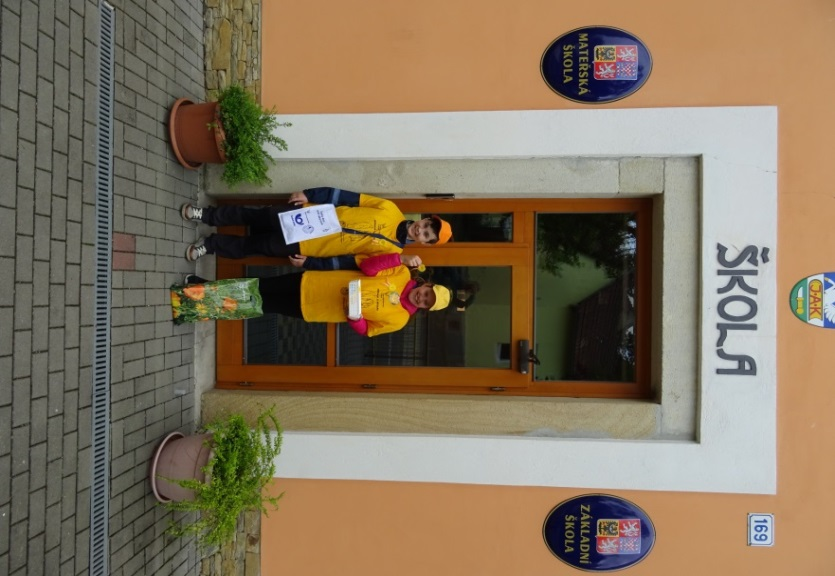 ŠKOLA
MATEŘSKÁ
ŠKOLA
ZÁKLADNÍ
ŠKOLA
J·A·K
169